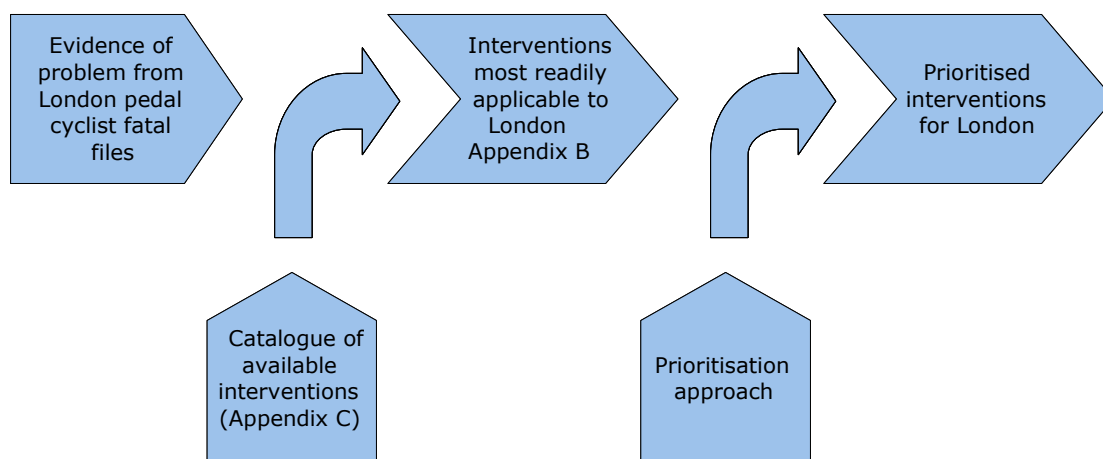 Evidence of
problem from
London pedal
cyclist fatal
files
Interventions
most readily
applicable to
London
Appendix B
Prioritised
interventions
for London
Catalogue of
available
interventions
(Appendix C)
Prioritisation
approach